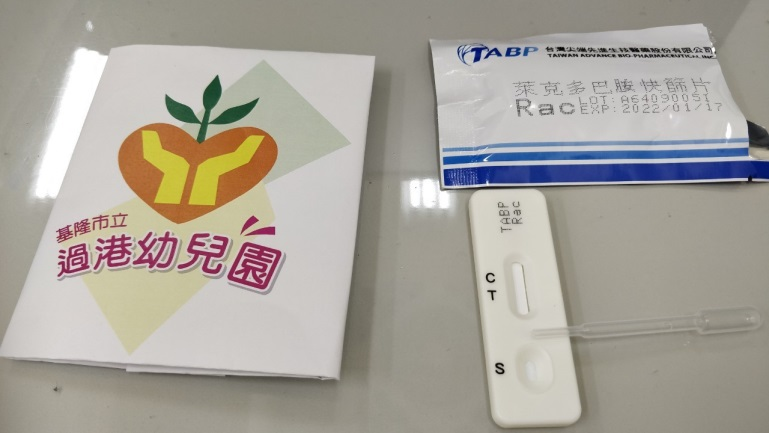 基隆市立
過港幼兒園
TABP 台灣尖端先進生技醫藥股份有限公司
TAIWAN ADVANCE BIO-PHARMACEUTICAL INC.
萊克多巴胺快篩片
Rac LOT: A64090051
EXP: 2022/01/17
TABP
Rac
C
T
S